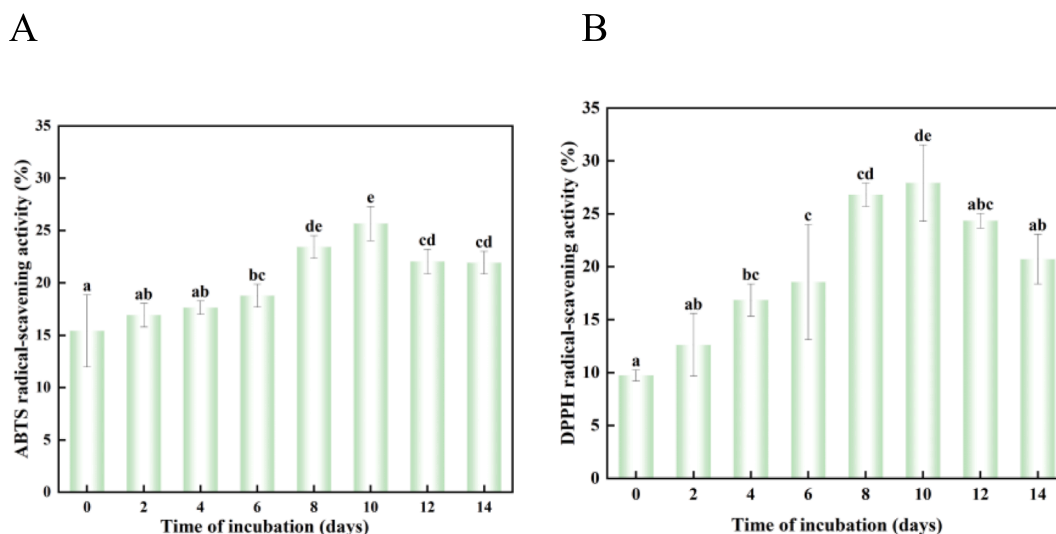 A
B
ABTS radical-scavening activity (%)
35
30
25
20
15
10
5
0
a
ab
ab
bc
de
e
cd
cd
0 2 4 6 8 10 12 14
Time of incubation (days)
DPPH radical-scavening activity (%)
35
30
25
20
15
10
5
0
a
ab
bc
c
cd
de
abc
ab
0 2 4 6 8 10 12 14
Time of incubation (days)